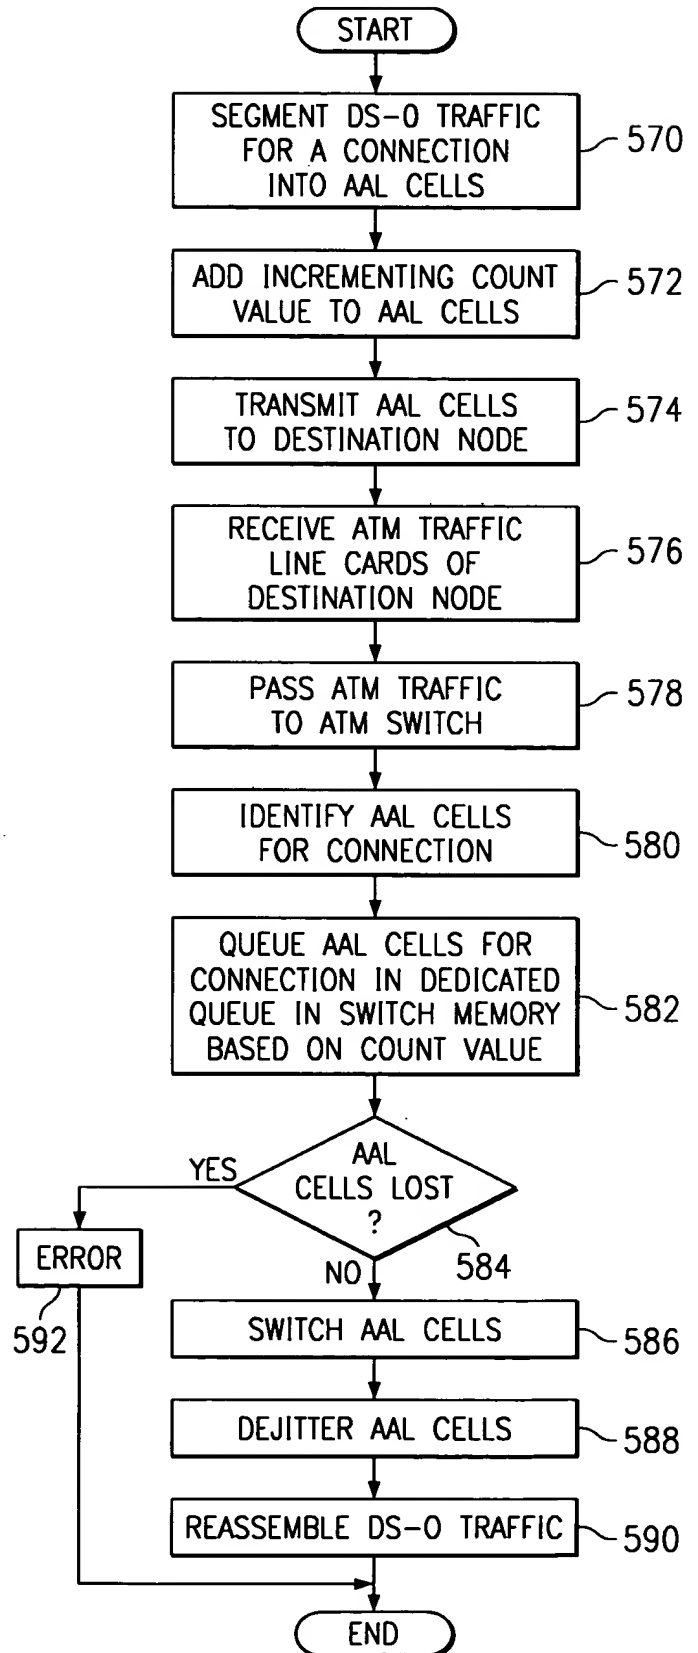 START
SEGMENT DS-0 TRAFFIC
FOR A CONNECTION
INTO AAL CELLS
570
ADD INCREMENTING COUNT
VALUE TO AAL CELLS
572
TRANSMIT AAL CELLS
TO DESTINATION NODE
574
RECEIVE ATM TRAFFIC
LINE CARDS OF
DESTINATION NODE
576
PASS ATM TRAFFIC
TO ATM SWITCH
578
IDENTIFY AAL CELLS
FOR CONNECTION
580
QUEUE AAL CELLS FOR
CONNECTION IN DEDICATED
QUEUE IN SWITCH MEMORY
BASED ON COUNT VALUE
582
AAL
CELLS LOST
?
584
YES
NO
ERROR
592
SWITCH AAL CELLS
586
DEJITTER AAL CELLS
588
REASSEMBLE DS-0 TRAFFIC
590
END